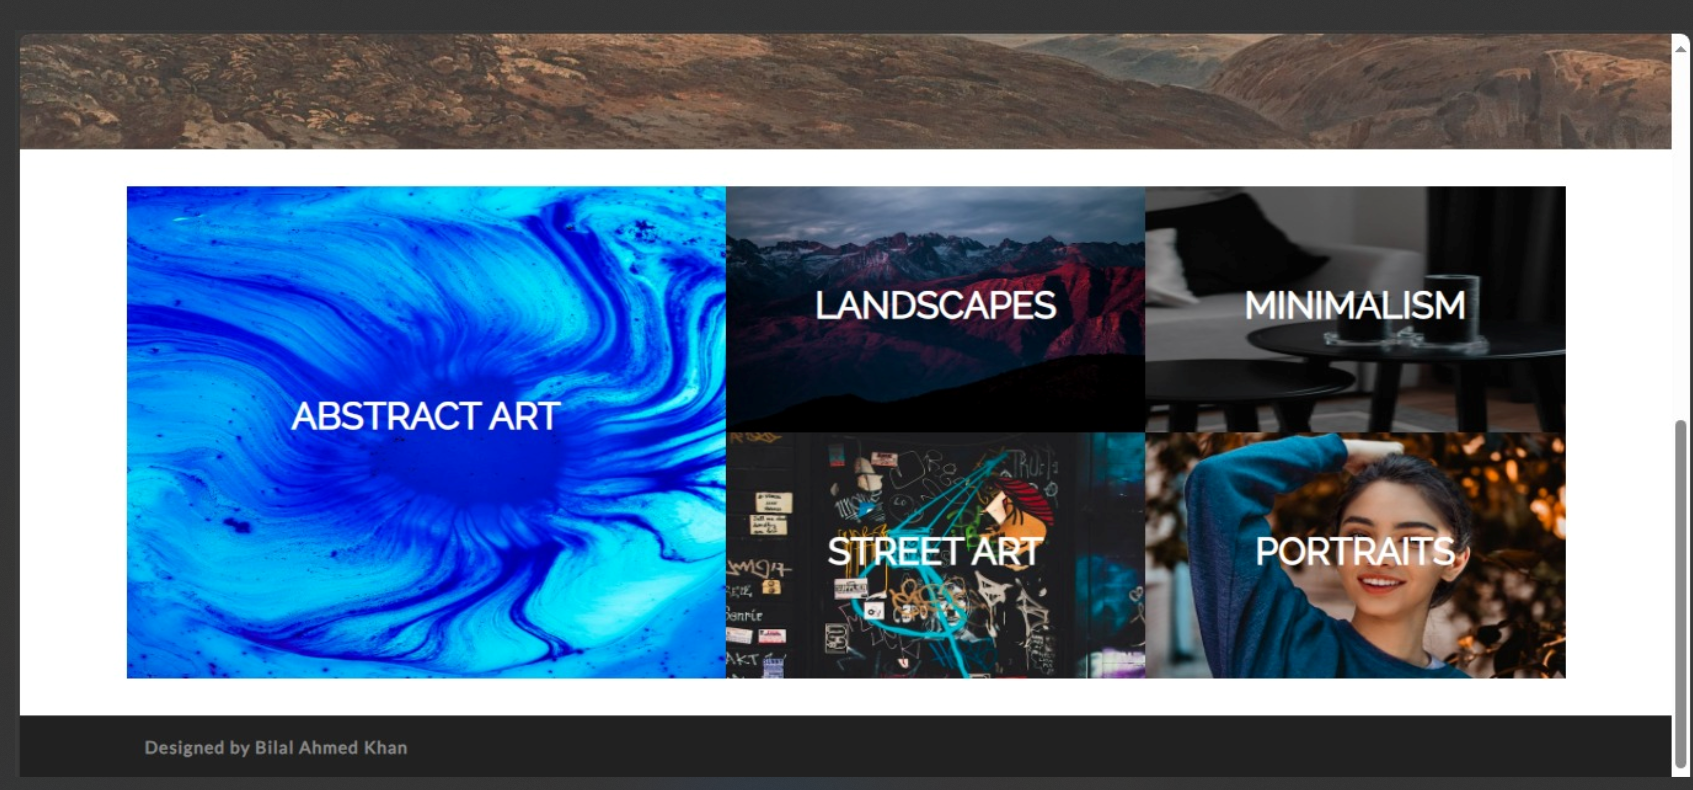 ABSTRACT ART
LANDSCAPES
MINIMALISM
STREET ART
PORTRAITS
Designed by Bilal Ahmed Khan